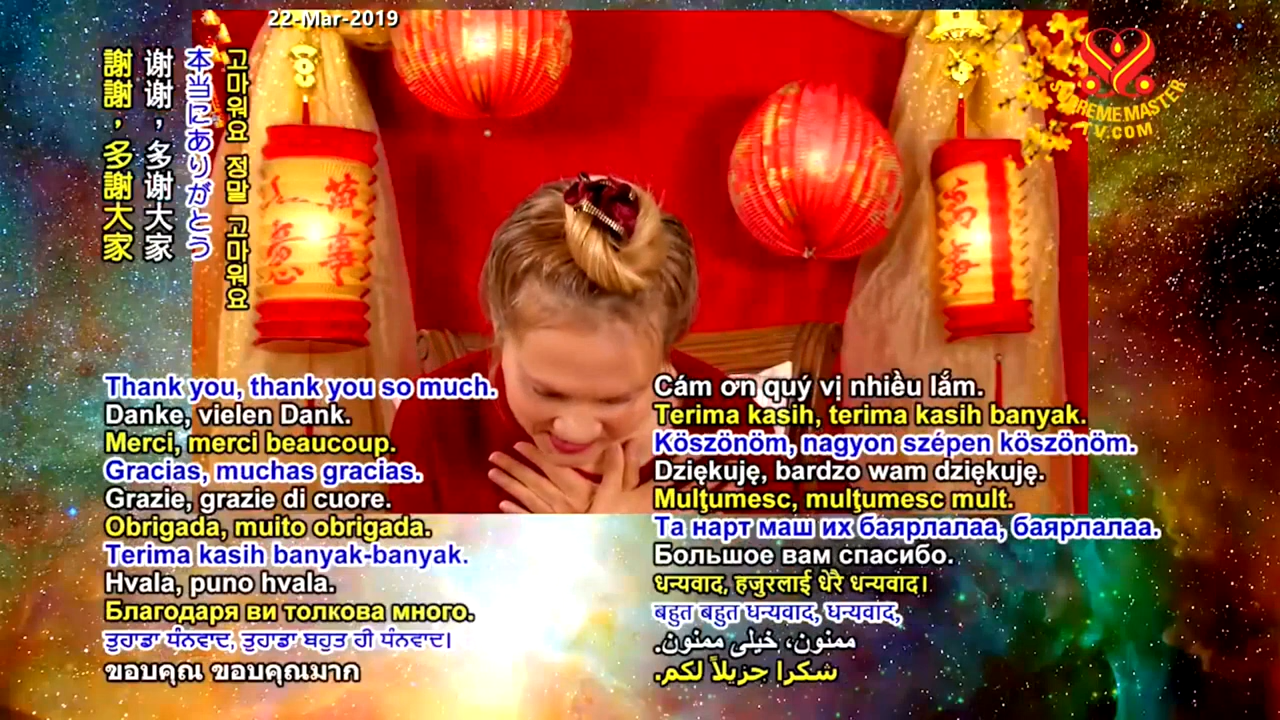 22-Mar-2019
SUPREME MASTER
TV.COM
謝謝，多謝大家
谢谢，多谢大家
本当にありがとう
고마워요 정말 고마워요
萬事
萬事
Thank you, thank you so much.
Danke, vielen Dank.
Merci, merci beaucoup.
Gracias, muchas gracias.
Grazie, grazie di cuore.
Obrigada, muito obrigada.
Terima kasih banyak-banyak.
Hvala, puno hvala.
Благодаря ви толкова много.
ਤੁਹਾਡਾ ਧੰਨਵਾਦ, ਤੁਹਾਡਾ ਬਹੁਤ ਹੀ ਧੰਨਵਾਦ।
ขอบคุณ ขอบคุณมาก
Cám ơn quý vị nhiều lắm.
Terima kasih, terima kasih banyak.
Köszönöm, nagyon szépen köszönöm.
Dziękuję, bardzo wam dziękuję.
Mulţumesc, mulţumesc mult.
Та нарт маш их баярлалаа, баярлалаа.
Большое вам спасибо.
धन्यवाद, हजुरलाई धेरै धन्यवाद।
बहुत बहुत धन्यवाद, धन्यवाद,
ممنون، خیلی ممنون.
شكرا جزيلاً لكم.